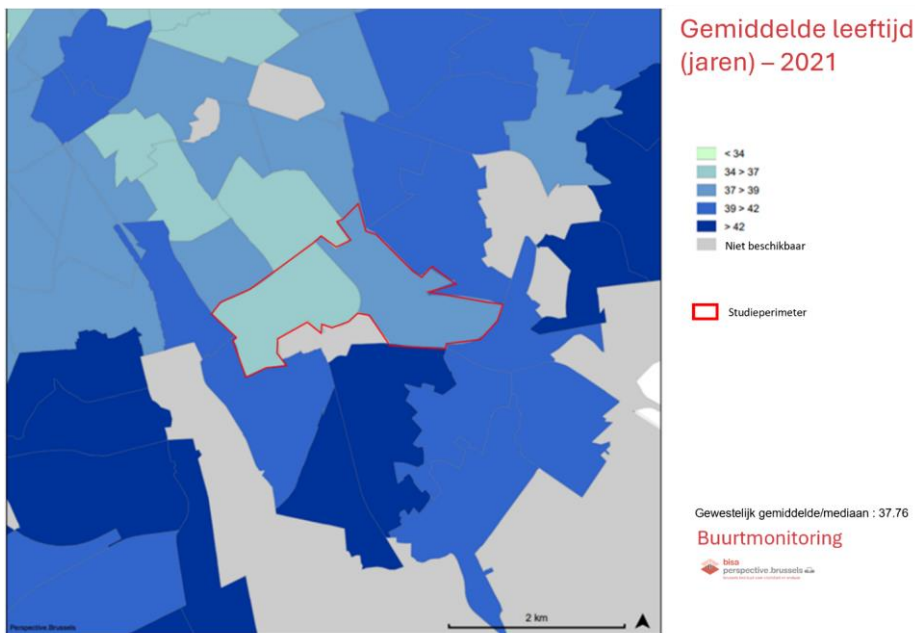 Gemiddelde leeftijd
(jaren) – 2021
< 34
34 > 37
37 > 39
39 > 42
> 42
Niet beschikbaar
Studieperimeter
Gewestelijk gemiddelde/mediaan : 37.76
Buurtmonitoring
bisa
perspective.brussels
2 km
Perspective.Brussels